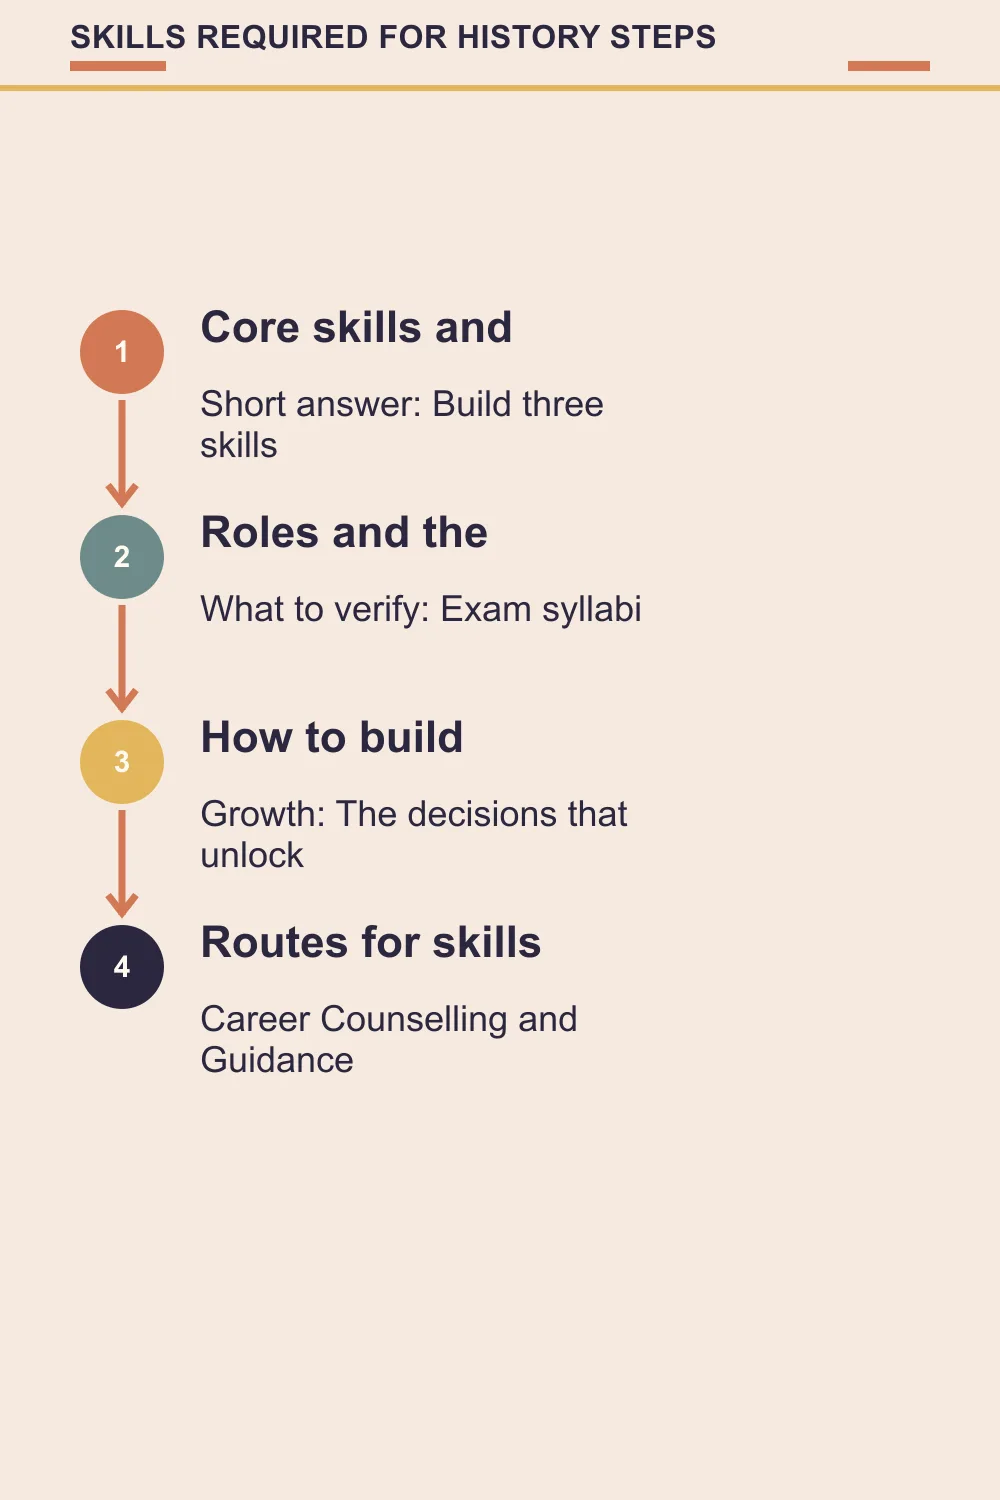 SKILLS REQUIRED FOR HISTORY STEPS
1
Core skills and
Short answer: Build three
skills
2
Roles and the
What to verify: Exam syllabi
3
How to build
Growth: The decisions that
unlock
4
Routes for skills
Career Counselling and
Guidance